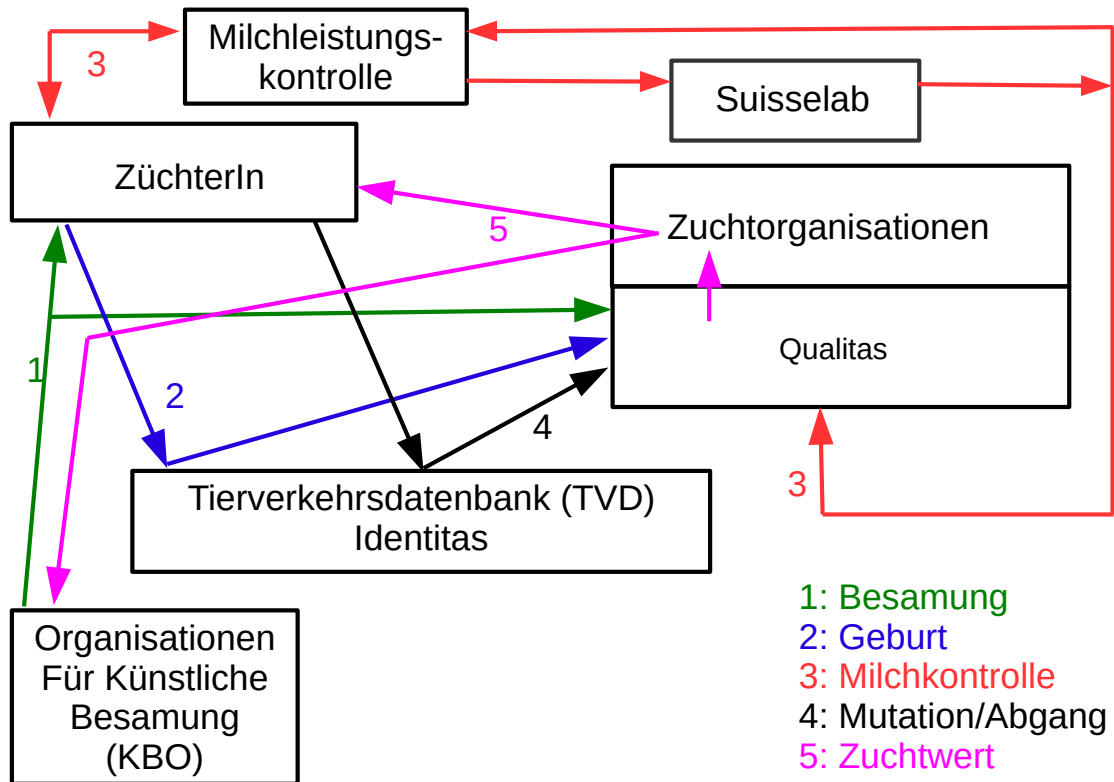 Milchleistungs-
kontrolle
3
Suisselab
ZüchterIn
5
Zuchtorganisationen
Qualitas
1
2
4
3
Tierverkehrsdatenbank (TVD)
Identitas
Organisationen
Für Künstliche
Besamung
(KBO)
1: Besamung
2: Geburt
3: Milchkontrolle
4: Mutation/Abgang
5: Zuchtwert